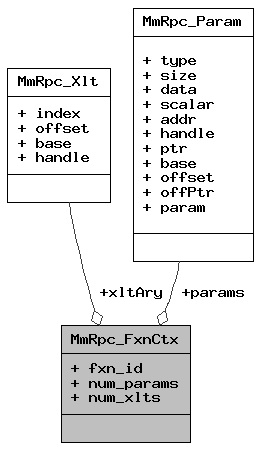 MmRpc_Param
+ type
+ size
+ data
+ scalar
+ addr
+ handle
+ ptr
+ base
+ offset
+ offPtr
+ param
MmRpc_Xlt
+ index
+ offset
+ base
+ handle
+xltAry
+params
MmRpc_FxnCtx
+ fxn_id
+ num_params
+ num_xlts